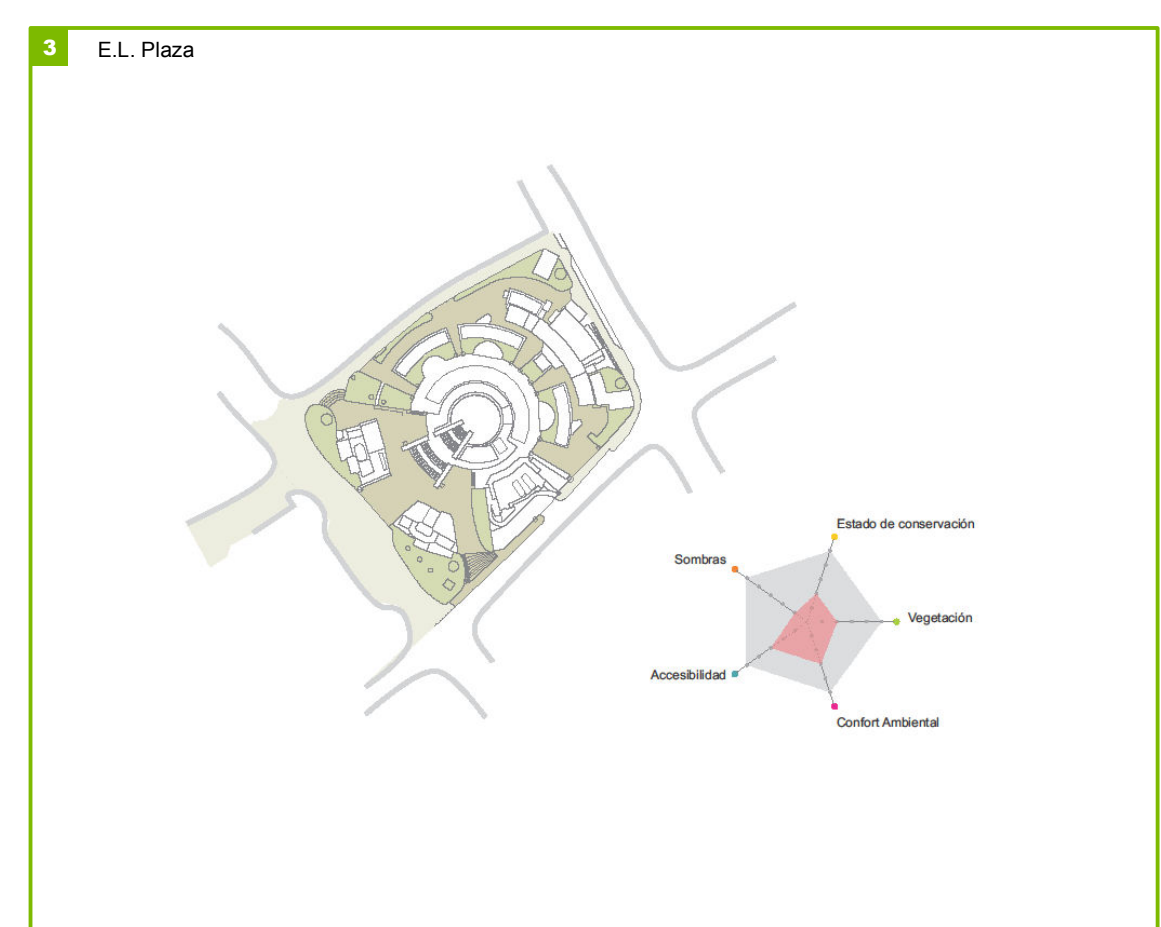 3
E.L. Plaza
Estado de conservación
Sombras
Vegetación
Accesibilidad
Confort Ambiental